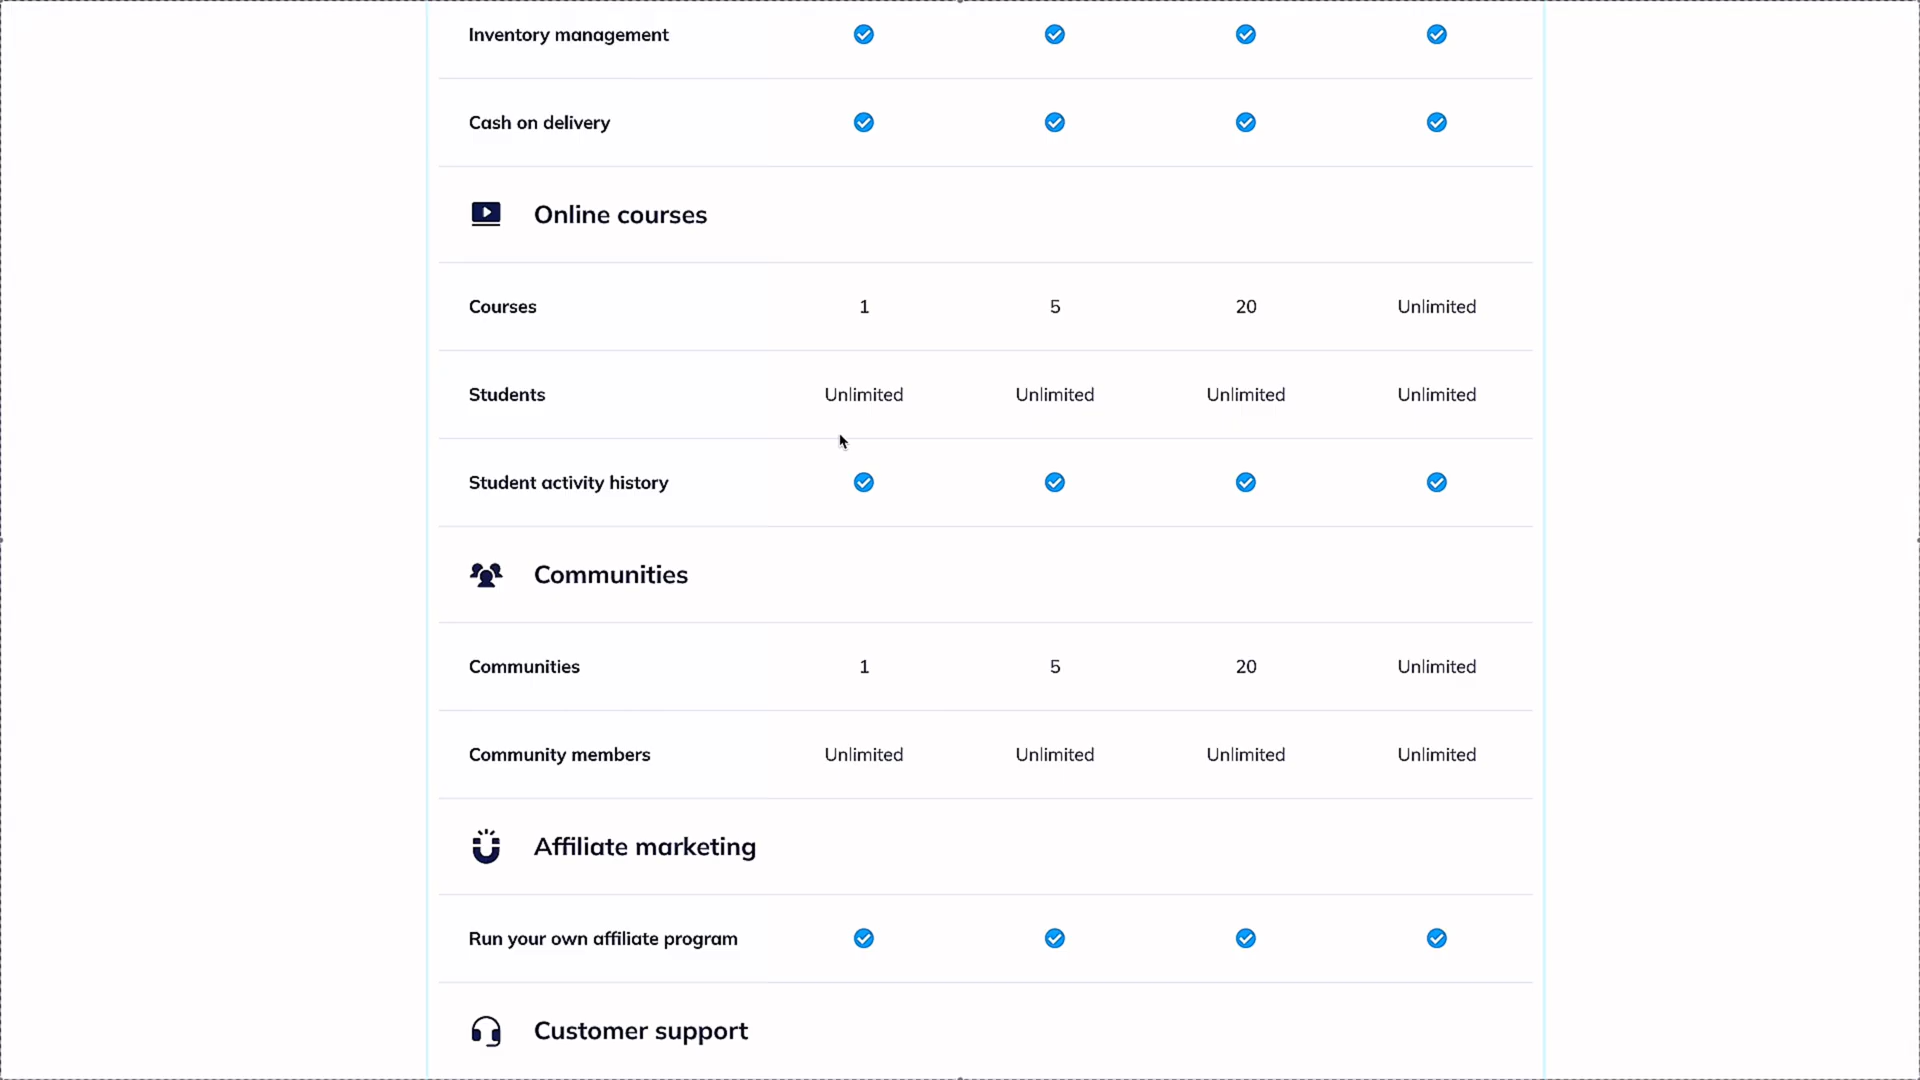 Inventory management
Cash on delivery
Online courses
Courses 1 5 20 Unlimited
Students Unlimited Unlimited Unlimited Unlimited
Student activity history
Communities
Communities 1 5 20 Unlimited
Community members Unlimited Unlimited Unlimited Unlimited
Affiliate marketing
Run your own affiliate program
Customer support